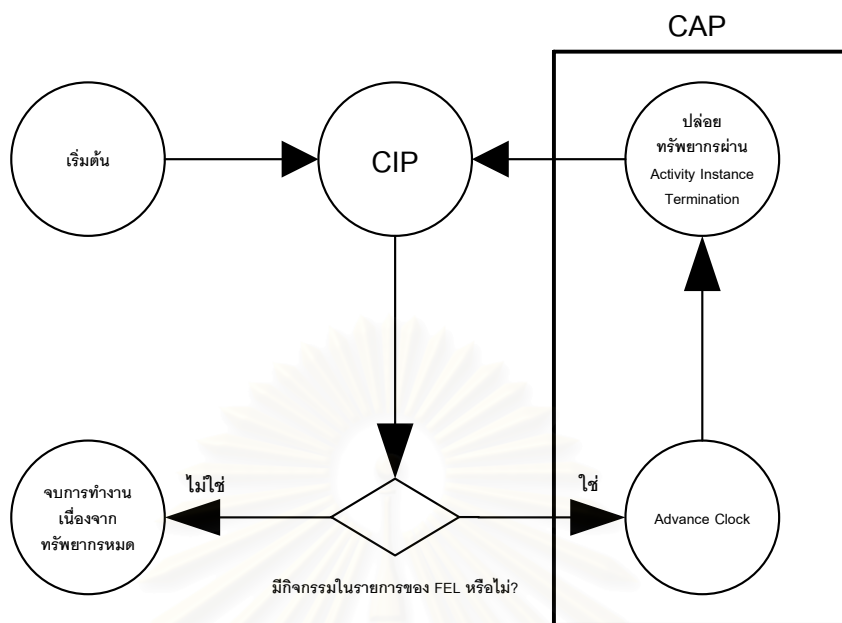 CAP
เริ่มต้น
CIP
ปล่อย
ทรัพยากรผ่าน
Activity Instance
Termination
จบการทำงาน
เนื่องจาก
ทรัพยากรหมด
ไม่ใช่
ใช่
Advance Clock
มีกิจกรรมในรายการของ FEL หรือไม่?